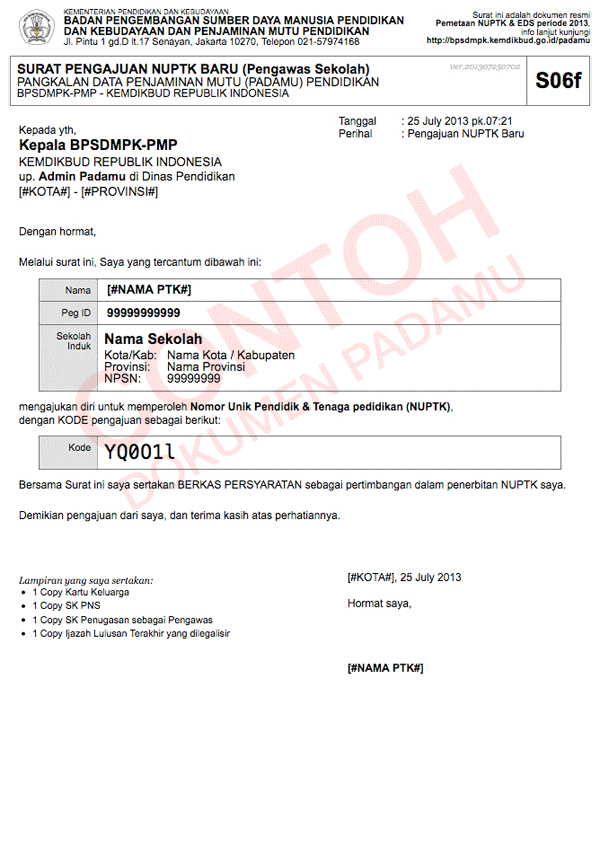 KEMENTERIAN PENDIDIKAN DAN KEBUDAYAAN
BADAN PENGEMBANGAN SUMBER DAYA MANUSIA PENDIDIKAN
DAN KEBUDAYAAN DAN PENJAMINAN MUTU PENDIDIKAN
Jl. Pintu 1 gd.D lt.17 Senayan, Jakarta 10270, Telepon 021-57974168
Surat ini adalah dokumen resmi
Pemetaan NUPTK & EDS periode 2013,
info lanjut kunjungi
http://bpsdmpk.kemdikbud.go.id/padamu
SURAT PENGAJUAN NUPTK BARU (Pengawas Sekolah)
ver.201307250702
PANGKALAN DATA PENJAMINAN MUTU (PADAMU) PENDIDIKAN
BPSDMPK-PMP - KEMDIKBUD REPUBLIK INDONESIA
S06f
Tanggal : 25 July 2013 pk.07:21
Perihal : Pengajuan NUPTK Baru
Kepada yth,
Kepala BPSDMPK-PMP
KEMDIKBUD REPUBLIK INDONESIA
up. Admin Padamu di Dinas Pendidikan
[#KOTA#] - [#PROVINSI#]
Dengan hormat,
Melalui surat ini, Saya yang tercantum dibawah ini:
Nama [#NAMA PTK#]
Peg ID 99999999999
Sekolah Induk Nama Sekolah
Kota/Kab: Nama Kota / Kabupaten
Provinsi: Nama Provinsi
NPSN: 99999999
mengajukan diri untuk memperoleh Nomor Unik Pendidik & Tenaga pedidikan (NUPTK),
dengan KODE pengajuan sebagai berikut:
Kode YQ0O1l
Bersama Surat ini saya sertakan BERKAS PERSYARATAN sebagai pertimbangan dalam penerbitan NUPTK saya.
Demikian pengajuan dari saya, dan terima kasih atas perhatiannya.
Lampiran yang saya sertakan:
• 1 Copy Kartu Keluarga
• 1 Copy SK PNS
• 1 Copy SK Penugasan sebagai Pengawas
• 1 Copy Ijazah Lulusan Terakhir yang dilegalisir
[#KOTA#], 25 July 2013
Hormat saya,
[#NAMA PTK#]
CONTOH
DOKUMEN PADAMU